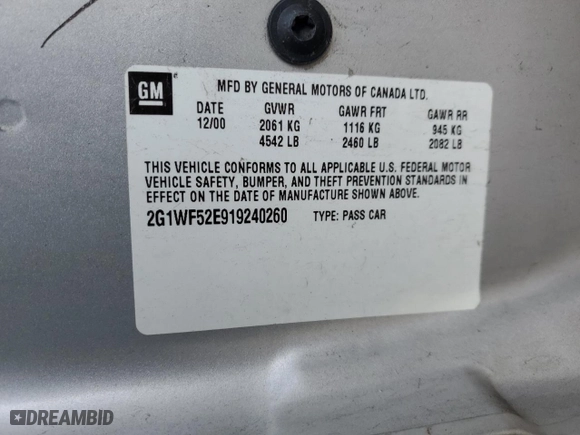 GM
MFD BY GENERAL MOTORS OF CANADA LTD.
DATE GVWR GAWR FRT GAWR RR
12/00 2061 KG 1116 KG 945 KG
4542 LB 2460 LB 2082 LB
THIS VEHICLE CONFORMS TO ALL APPLICABLE U.S. FEDERAL MOTOR
VEHICLE SAFETY, BUMPER, AND THEFT PREVENTION STANDARDS IN
EFFECT ON THE DATE OF MANUFACTURE SHOWN ABOVE.
2G1WF52E919240260 TYPE: PASS CAR
DREAMBID